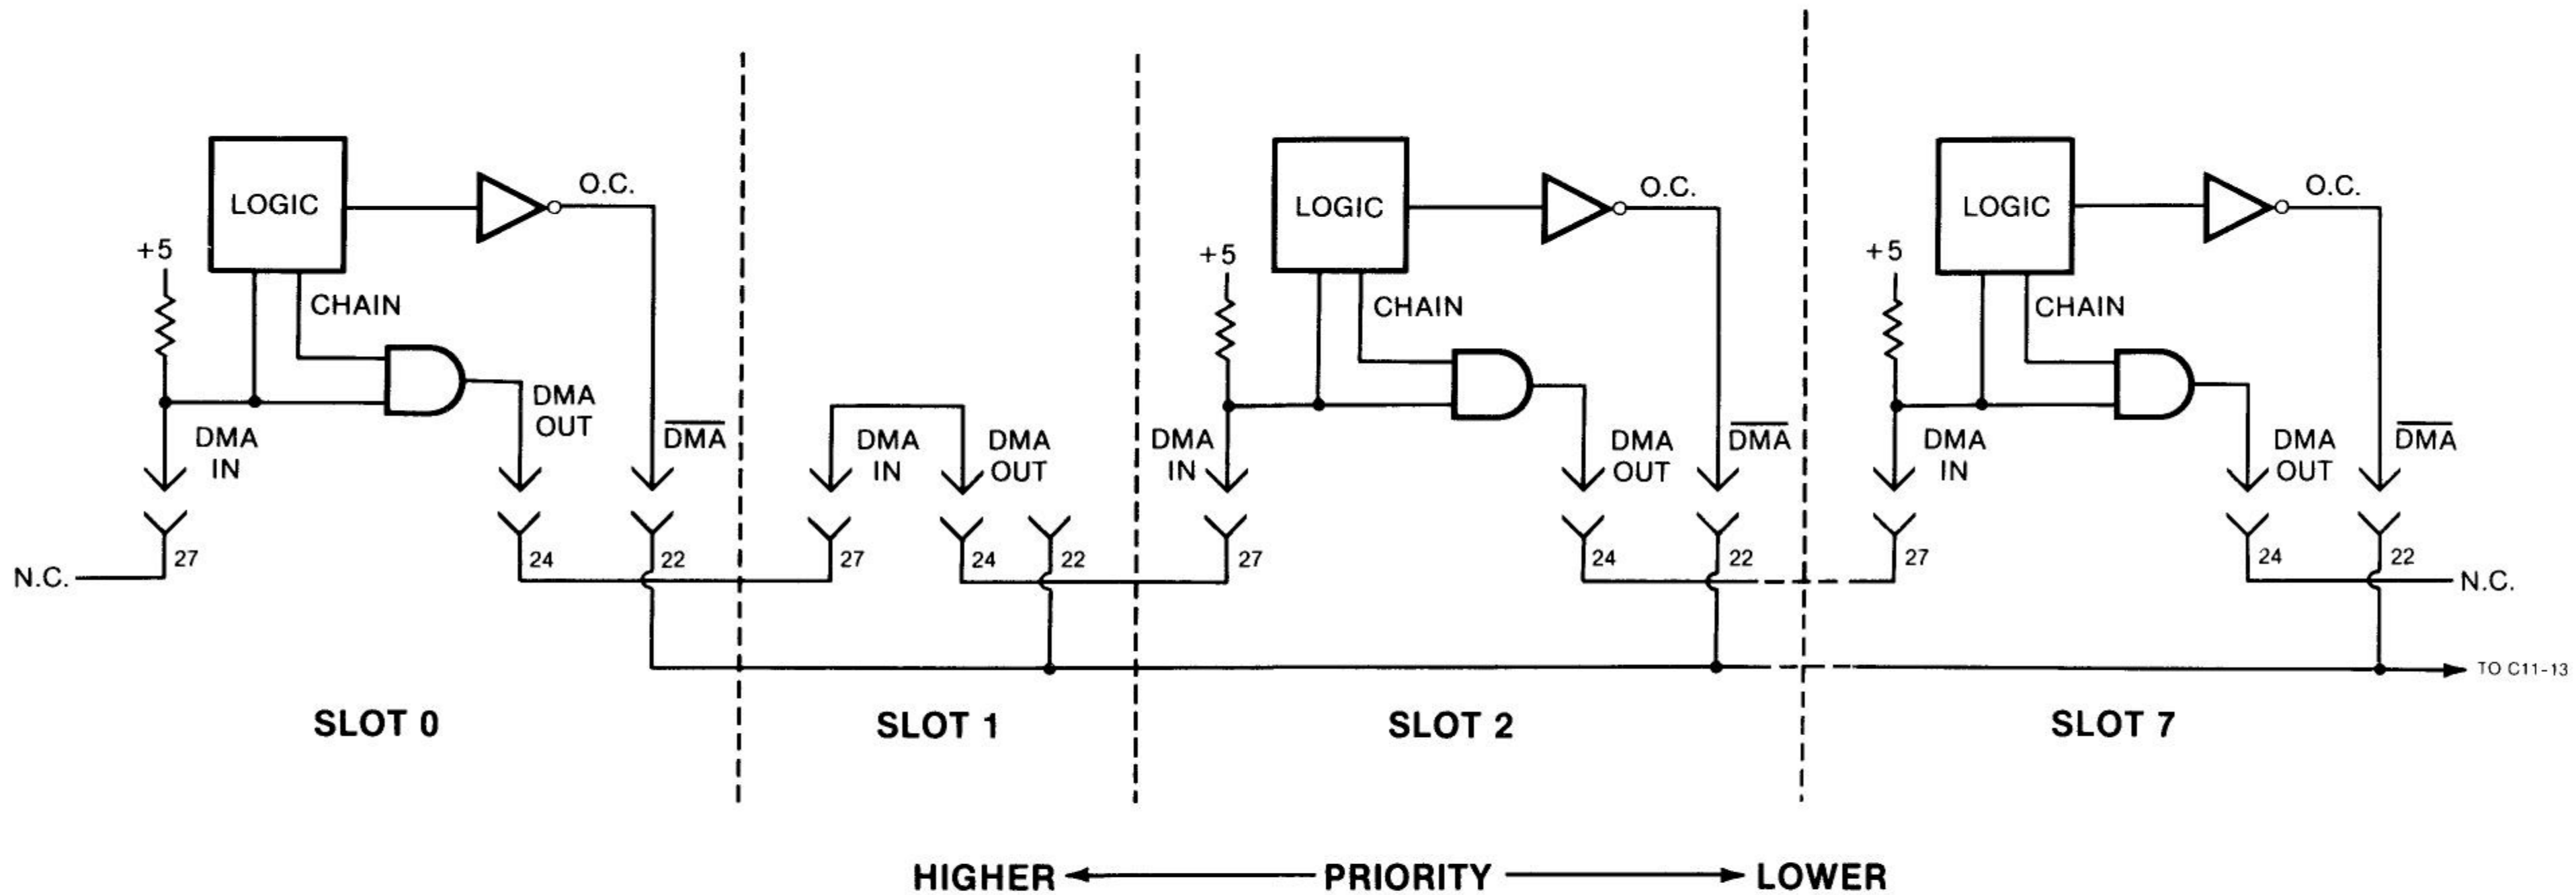 LOGIC
O.C.
+5
CHAIN
DMA
OUT
DMA
IN
DMA
27
24
22
N.C.
SLOT 0
DMA
IN
DMA
OUT
27
24
22
SLOT 1
LOGIC
O.C.
+5
CHAIN
DMA
IN
DMA
OUT
DMA
27
24
22
SLOT 2
LOGIC
O.C.
+5
CHAIN
DMA
IN
DMA
OUT
DMA
27
24
22
N.C.
TO C11-13
SLOT 7
HIGHER PRIORITY LOWER